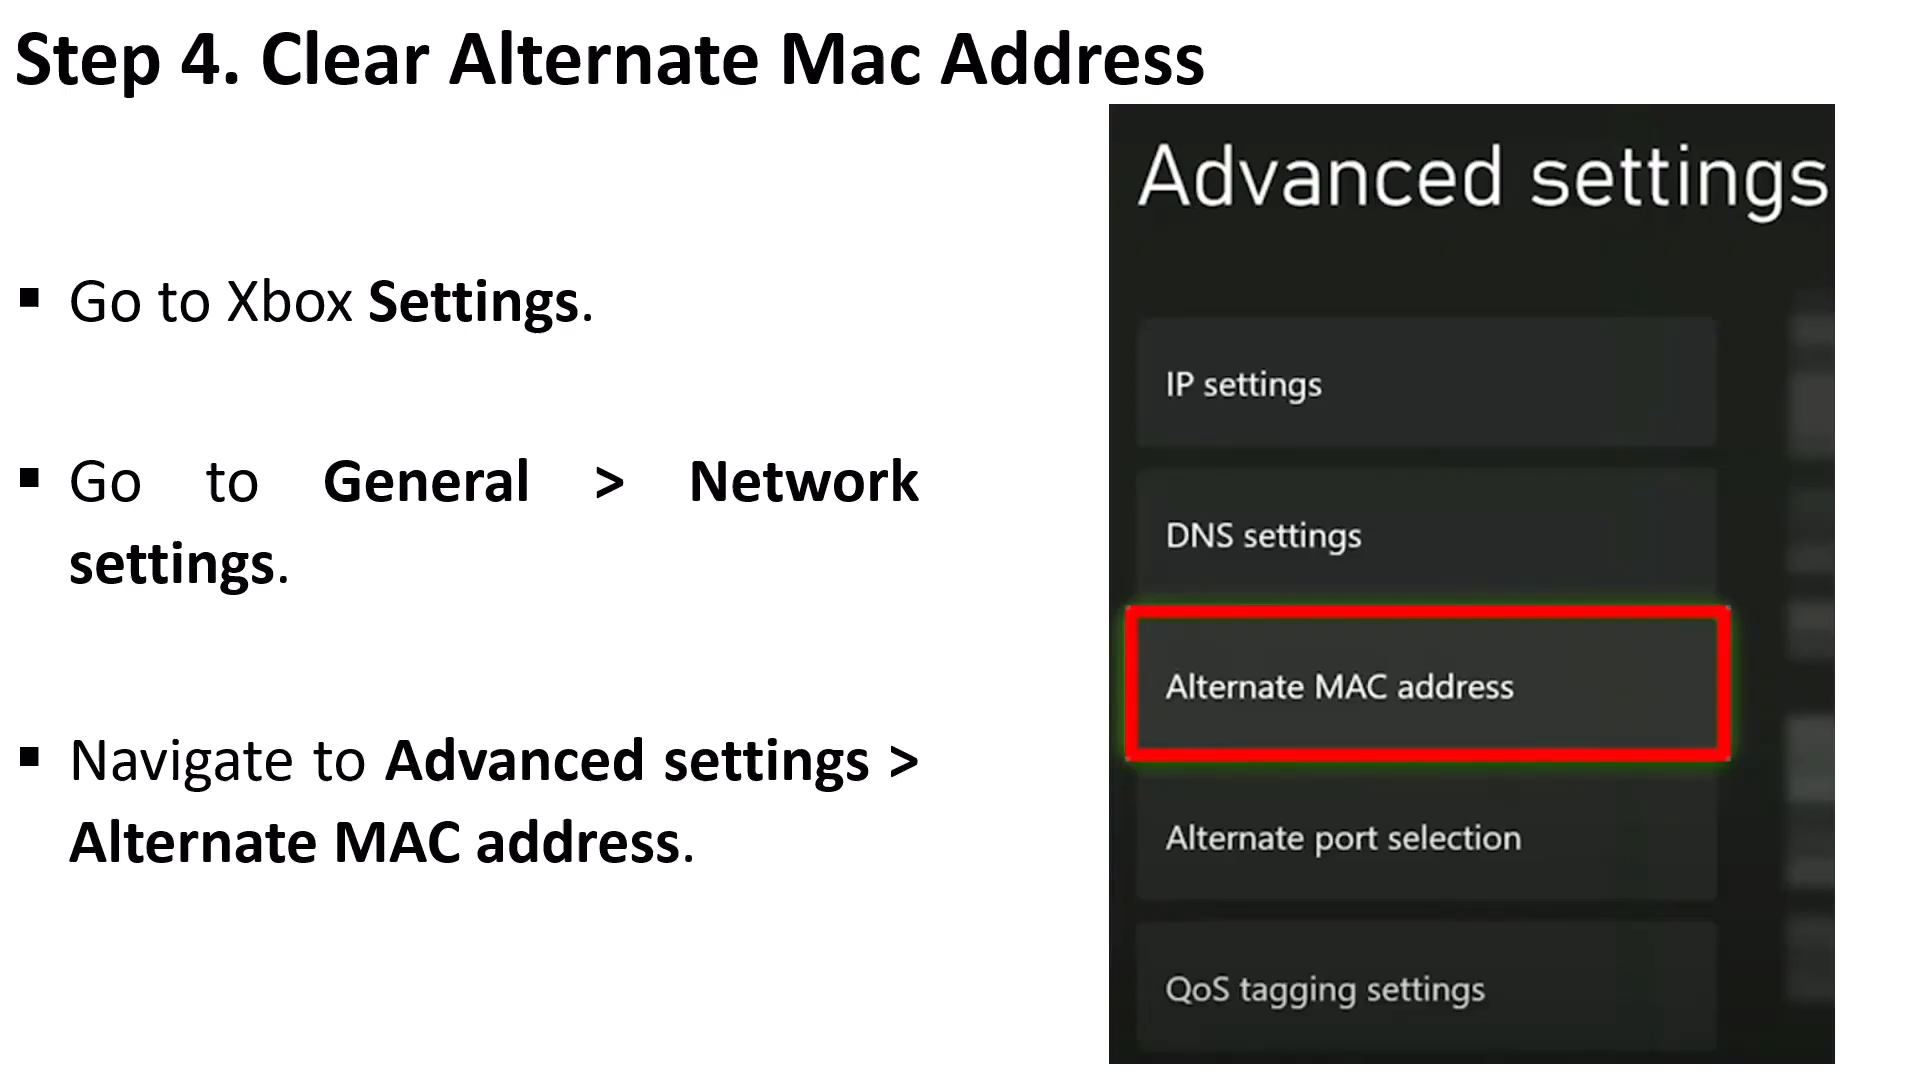 Step 4. Clear Alternate Mac Address
▪ Go to Xbox Settings.
▪ Go to General > Network
settings.
▪ Navigate to Advanced settings >
Alternate MAC address.
Advanced settings
IP settings
DNS settings
Alternate MAC address
Alternate port selection
QoS tagging settings